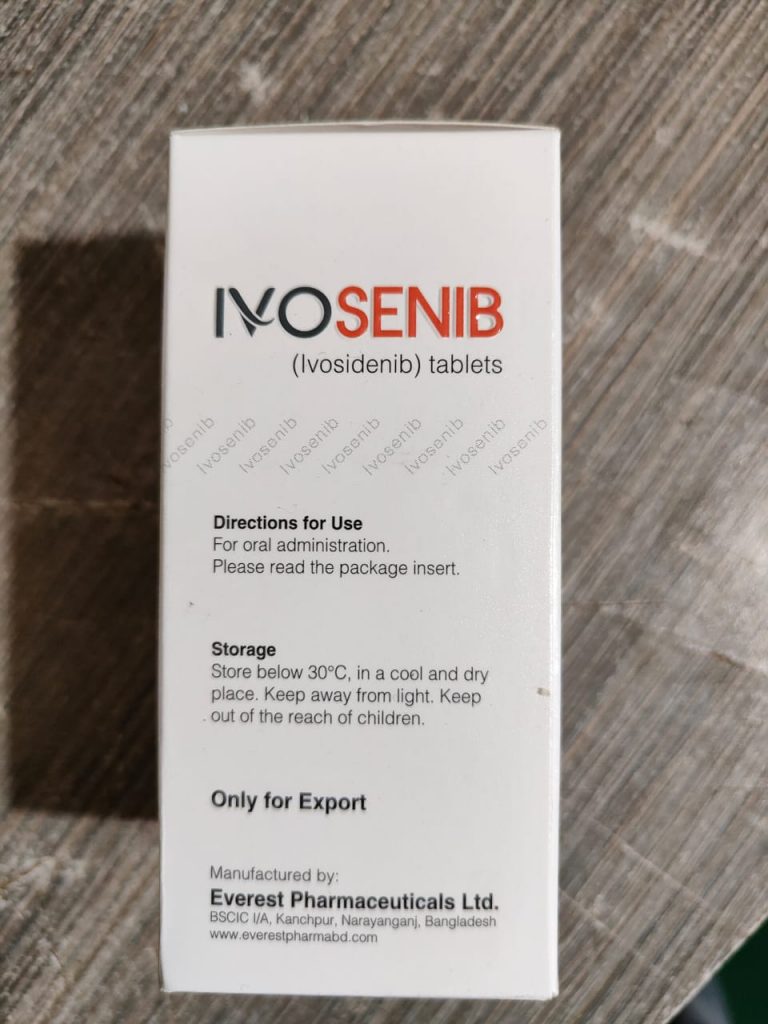 IVOSENIB
(Ivosidenib) tablets
Ivosenib Ivosenib Ivosenib Ivosenib Ivosenib Ivosenib Ivosenib Ivosenib Ivosenib
Directions for Use
For oral administration.
Please read the package insert.
Storage
Store below 30°C, in a cool and dry
place. Keep away from light. Keep
out of the reach of children.
Only for Export
Manufactured by:
Everest Pharmaceuticals Ltd.
BSCIC I/A, Kanchpur, Narayanganj, Bangladesh
www.everestpharmabd.com